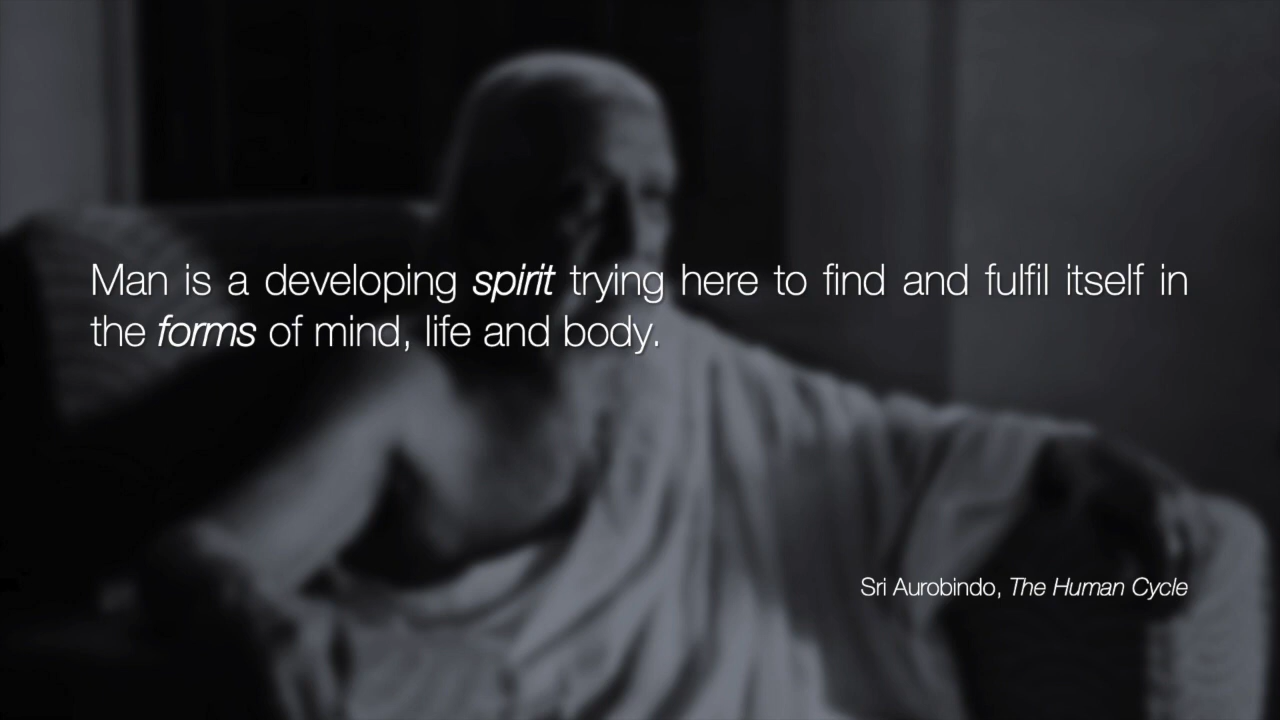 Man is a developing spirit trying here to find and fulfil itself in
the forms of mind, life and body.
Sri Aurobindo, The Human Cycle